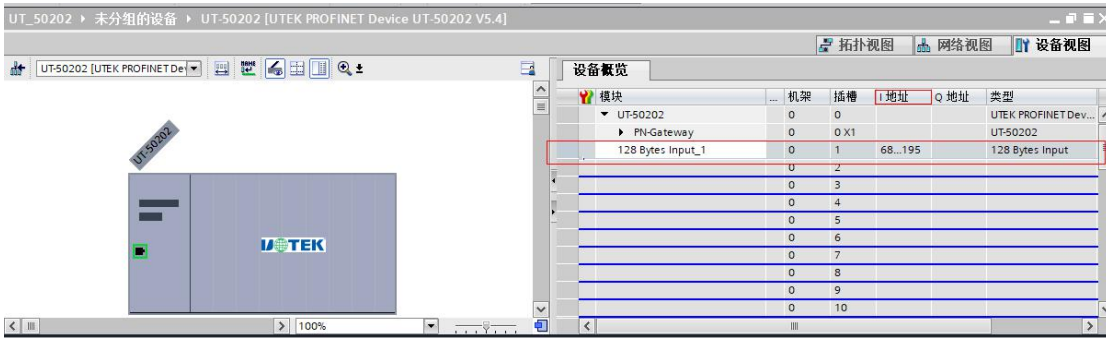 UT_50202 ▸ 未分组的设备 ▸ UT-50202 [UTEK PROFINET Device UT-50202 V5.4]
拓扑视图 网络视图 设备视图
UT-50202 [UTEK PROFINET De
设备概览
模块 ... 机架 插槽 I 地址 Q 地址 类型
UT-50202 0 0 UTEK PROFINET Dev...
PN-Gateway 0 0 X1 UT-50202
128 Bytes Input_1 0 1 68...195 128 Bytes Input
0 2
0 3
0 4
0 5
0 6
0 7
0 8
0 9
0 10
UT-50202
UTEK
100%